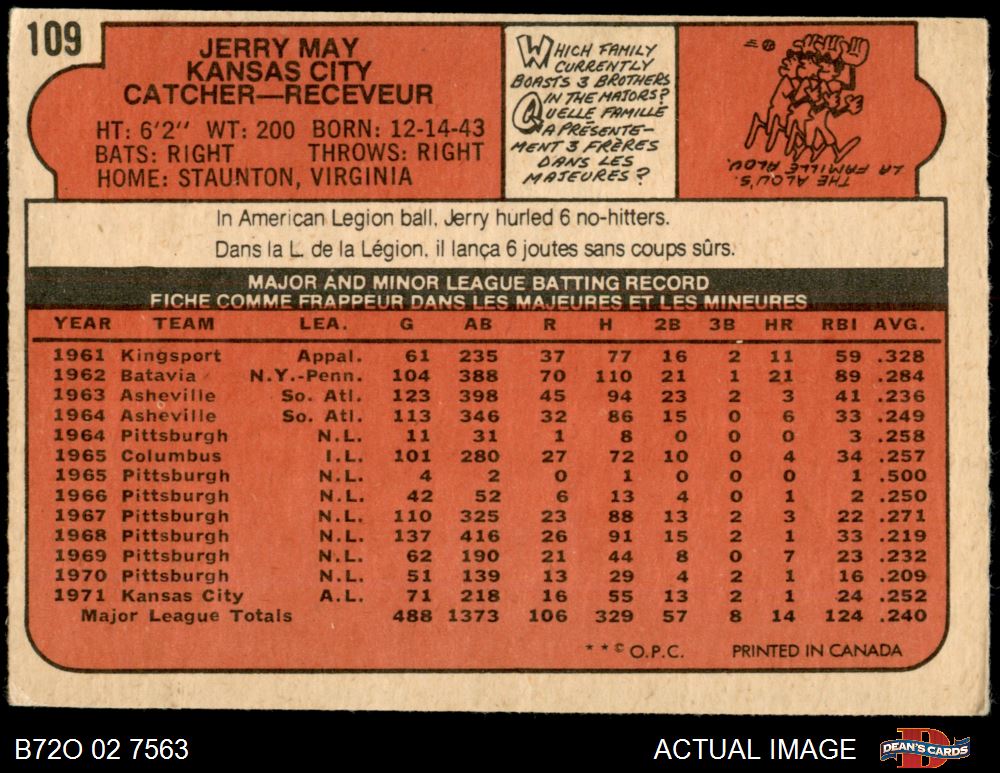 109
JERRY MAY
KANSAS CITY
CATCHER—RECEVEUR
HT: 6'2" WT: 200 BORN: 12-14-43
BATS: RIGHT THROWS: RIGHT
HOME: STAUNTON, VIRGINIA
WHICH FAMILY
CURRENTLY
BOASTS 3 BROTHERS
IN THE MAJORS?
QUELLE FAMILLE
A PRÉSENTE-
MENT 3 FRÈRES
DANS LES
MAJEURES?
THE ALOU'S.
LA FAMILLE ALOU.
In American Legion ball, Jerry hurled 6 no-hitters.
Dans la L. de la Légion, il lança 6 joutes sans coups sûrs.
MAJOR AND MINOR LEAGUE BATTING RECORD
FICHE COMME FRAPPEUR DANS LES MAJEURES ET LES MINEURES
YEAR TEAM LEA. G AB R H 2B 3B HR RBI AVG.
1961 Kingsport Appal. 61 235 37 77 16 2 11 59 .328
1962 Batavia N.Y.-Penn. 104 388 70 110 21 1 21 89 .284
1963 Asheville So. Atl. 123 398 45 94 23 2 3 41 .236
1964 Asheville So. Atl. 113 346 32 86 15 0 6 33 .249
1964 Pittsburgh N.L. 11 31 1 8 0 0 0 3 .258
1965 Columbus I.L. 101 280 27 72 10 0 4 34 .257
1965 Pittsburgh N.L. 4 2 0 1 0 0 0 1 .500
1966 Pittsburgh N.L. 42 52 6 13 4 0 1 2 .250
1967 Pittsburgh N.L. 110 325 23 88 13 2 3 22 .271
1968 Pittsburgh N.L. 137 416 26 91 15 2 1 33 .219
1969 Pittsburgh N.L. 62 190 21 44 8 0 7 23 .232
1970 Pittsburgh N.L. 51 139 13 29 4 2 1 16 .209
1971 Kansas City A.L. 71 218 16 55 13 2 1 24 .252
Major League Totals 488 1373 106 329 57 8 14 124 .240
**© O.P.C. PRINTED IN CANADA
B72O 02 7563 ACTUAL IMAGE DEAN'S CARDS